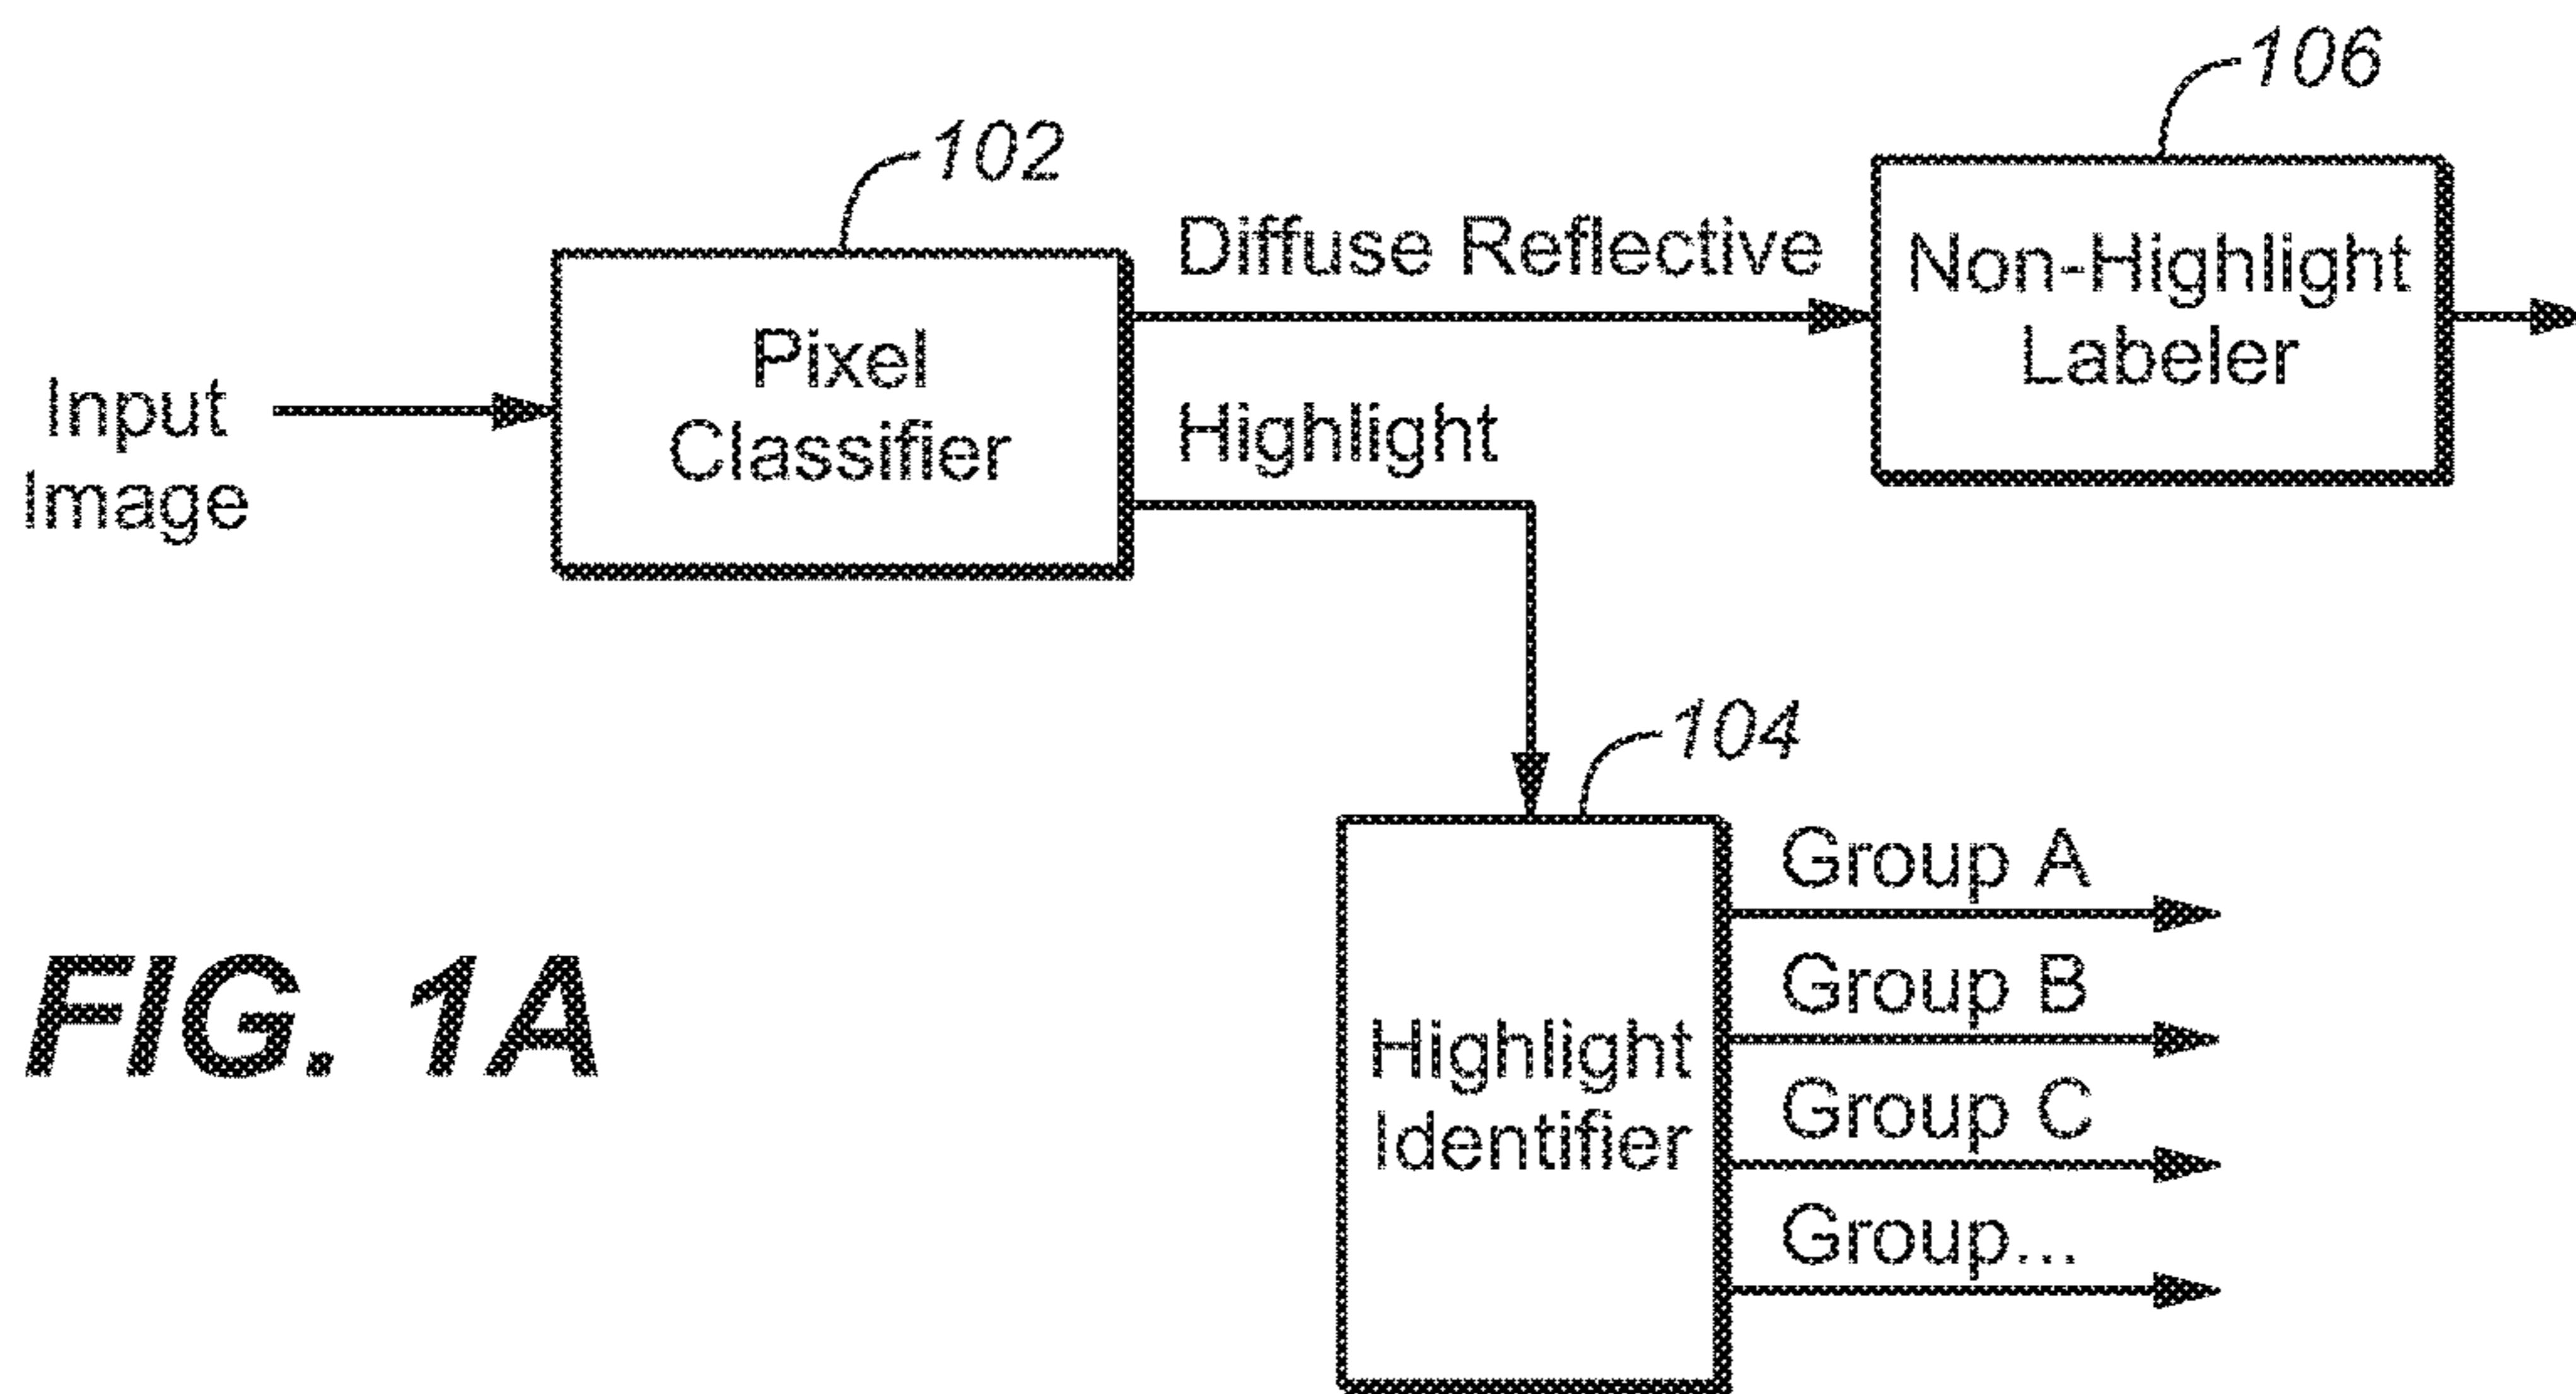 106
102
Diffuse Reflective
Non-Highlight
Labeler
Pixel
Classifier
Input
Image
Highlight
104
Group A
Group B
Group C
Group...
Highlight
Identifier
FIG. 1A